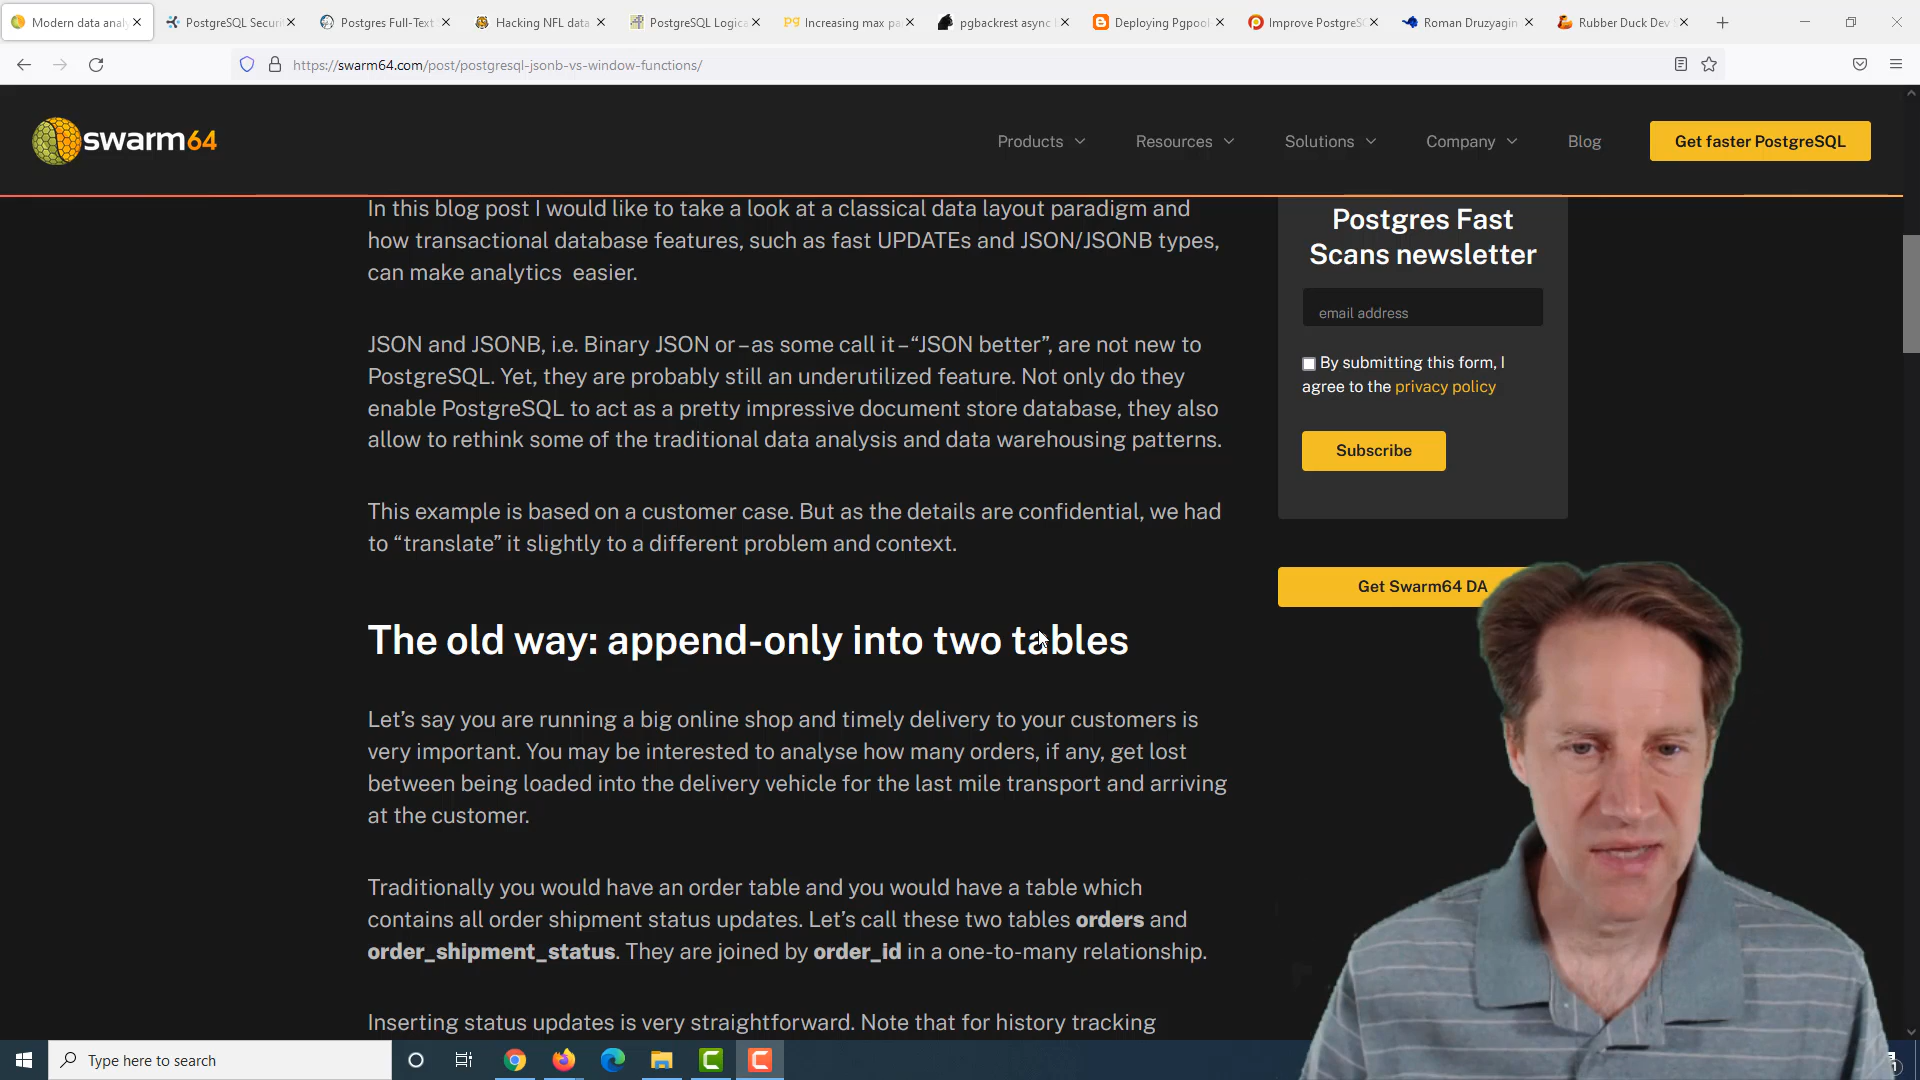 Modern data anal
PostgreSQL Secur
Postgres Full-Text
Hacking NFL data
PostgreSQL Logica
Increasing max pa
pgbackrest async
Deploying Pgpool
Improve PostgreSQ
Roman Druzyagin
Rubber Duck Dev
https://swarm64.com/post/postgresql-jsonb-vs-window-functions/
swarm64
Products
Resources
Solutions
Company
Blog
Get faster PostgreSQL
In this blog post I would like to take a look at a classical data layout paradigm and
how transactional database features, such as fast UPDATEs and JSON/JSONB types,
can make analytics easier.
JSON and JSONB, i.e. Binary JSON or – as some call it – “JSON better”, are not new to
PostgreSQL. Yet, they are probably still an underutilized feature. Not only do they
enable PostgreSQL to act as a pretty impressive document store database, they also
allow to rethink some of the traditional data analysis and data warehousing patterns.
This example is based on a customer case. But as the details are confidential, we had
to “translate” it slightly to a different problem and context.
The old way: append-only into two tables
Let’s say you are running a big online shop and timely delivery to your customers is
very important. You may be interested to analyse how many orders, if any, get lost
between being loaded into the delivery vehicle for the last mile transport and arriving
at the customer.
Traditionally you would have an order table and you would have a table which
contains all order shipment status updates. Let’s call these two tables orders and
order_shipment_status. They are joined by order_id in a one-to-many relationship.
Inserting status updates is very straightforward. Note that for history tracking
Postgres Fast
Scans newsletter
email address
By submitting this form, I
agree to the privacy policy
Subscribe
Get Swarm64 DA
Type here to search